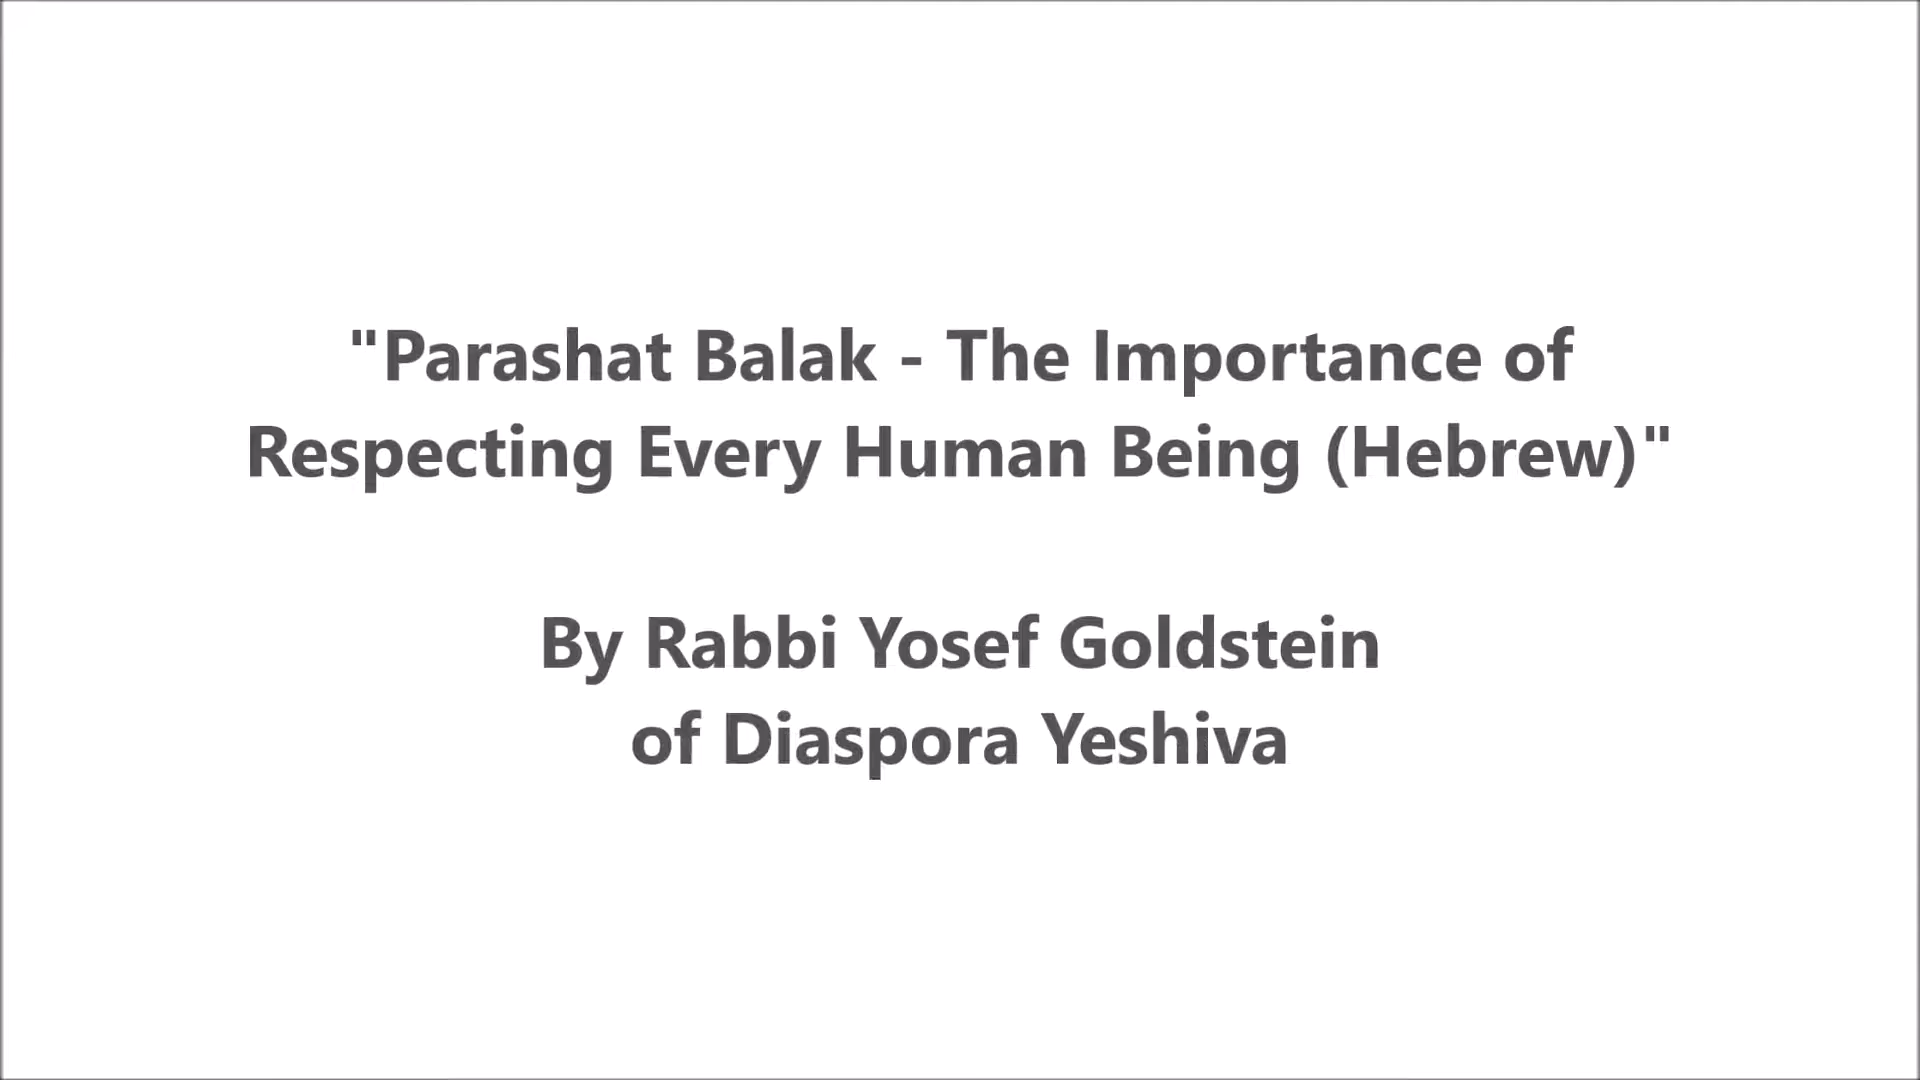 "Parashat Balak - The Importance of
Respecting Every Human Being (Hebrew)"
By Rabbi Yosef Goldstein
of Diaspora Yeshiva